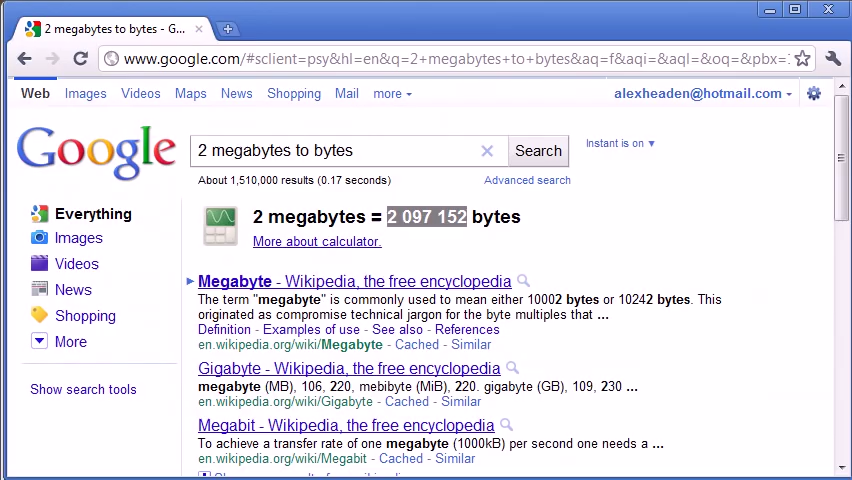 2 megabytes to bytes - G...
www.google.com/#sclient=psy&hl=en&q=2+megabytes+to+bytes&aq=f&aqi=&aql=&oq=&pbx=
Web Images Videos Maps News Shopping Mail more
alexheaden@hotmail.com
Google
2 megabytes to bytes
Search
Instant is on
About 1,510,000 results (0.17 seconds)
Advanced search
Everything
Images
Videos
News
Shopping
More
Show search tools
2 megabytes = 2 097 152 bytes
More about calculator.
Megabyte - Wikipedia, the free encyclopedia
The term "megabyte" is commonly used to mean either 10002 bytes or 10242 bytes. This
originated as compromise technical jargon for the byte multiples that ...
Definition - Examples of use - See also - References
en.wikipedia.org/wiki/Megabyte - Cached - Similar
Gigabyte - Wikipedia, the free encyclopedia
megabyte (MB), 106, 220, mebibyte (MiB), 220. gigabyte (GB), 109, 230 ...
en.wikipedia.org/wiki/Gigabyte - Cached - Similar
Megabit - Wikipedia, the free encyclopedia
To achieve a transfer rate of one megabyte (1000kB) per second one needs a ...
en.wikipedia.org/wiki/Megabit - Cached - Similar